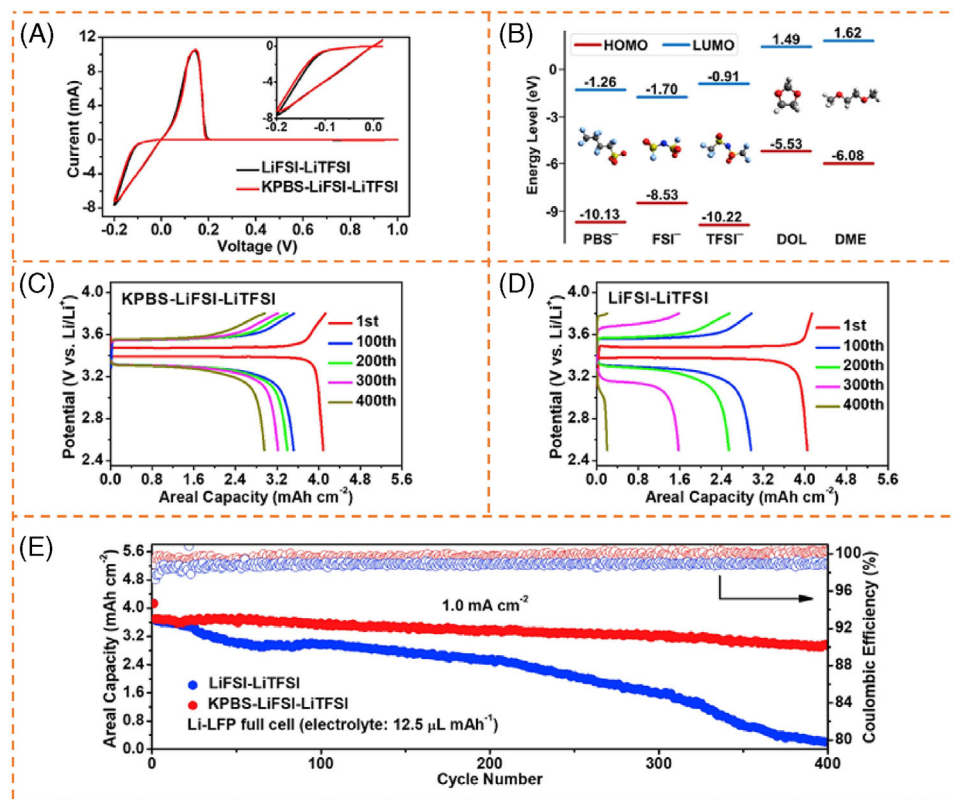 (A)
12
8
4
0
-4
-8
Current (mA)
-0.2 0.0 0.2 0.4 0.6 0.8 1.0
Voltage (V)
0
-4
-8
-0.2 -0.1 0.0
LiFSI-LiTFSI
KPBS-LiFSI-LiTFSI
(B)
HOMO LUMO
Energy Level (eV)
0
-3
-6
-9
-1.26 -1.70 -0.91 1.49 1.62
-10.13 -8.53 -10.22 -5.53 -6.08
PBS⁻ FSI⁻ TFSI⁻ DOL DME
(C)
KPBS-LiFSI-LiTFSI
Potential (V vs. Li/Li⁺)
4.0
3.6
3.2
2.8
2.4
1st
100th
200th
300th
400th
0.0 0.8 1.6 2.4 3.2 4.0 4.8 5.6
Areal Capacity (mAh cm⁻²)
(D)
LiFSI-LiTFSI
Potential (V vs. Li/Li⁺)
4.0
3.6
3.2
2.8
2.4
1st
100th
200th
300th
400th
0.0 0.8 1.6 2.4 3.2 4.0 4.8 5.6
Areal Capacity (mAh cm⁻²)
(E)
Areal Capacity (mAh cm⁻²)
5.6
4.8
4.0
3.2
2.4
1.6
0.8
0.0
1.0 mA cm⁻²
LiFSI-LiTFSI
KPBS-LiFSI-LiTFSI
Li-LFP full cell (electrolyte: 12.5 μL mAh⁻¹)
0 100 200 300 400
Cycle Number
100
98
96
92
88
84
80
Coulombic Efficiency (%)